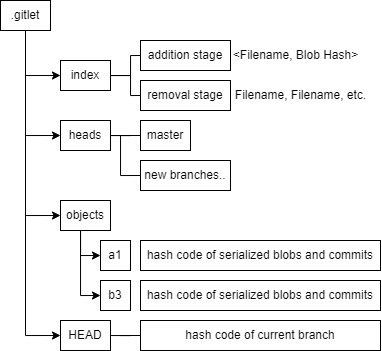 .gitlet
addition stage <Filename, Blob Hash>
index
removal stage Filename, Filename, etc.
heads master
new branches..
objects
a1 hash code of serialized blobs and commits
b3 hash code of serialized blobs and commits
HEAD hash code of current branch